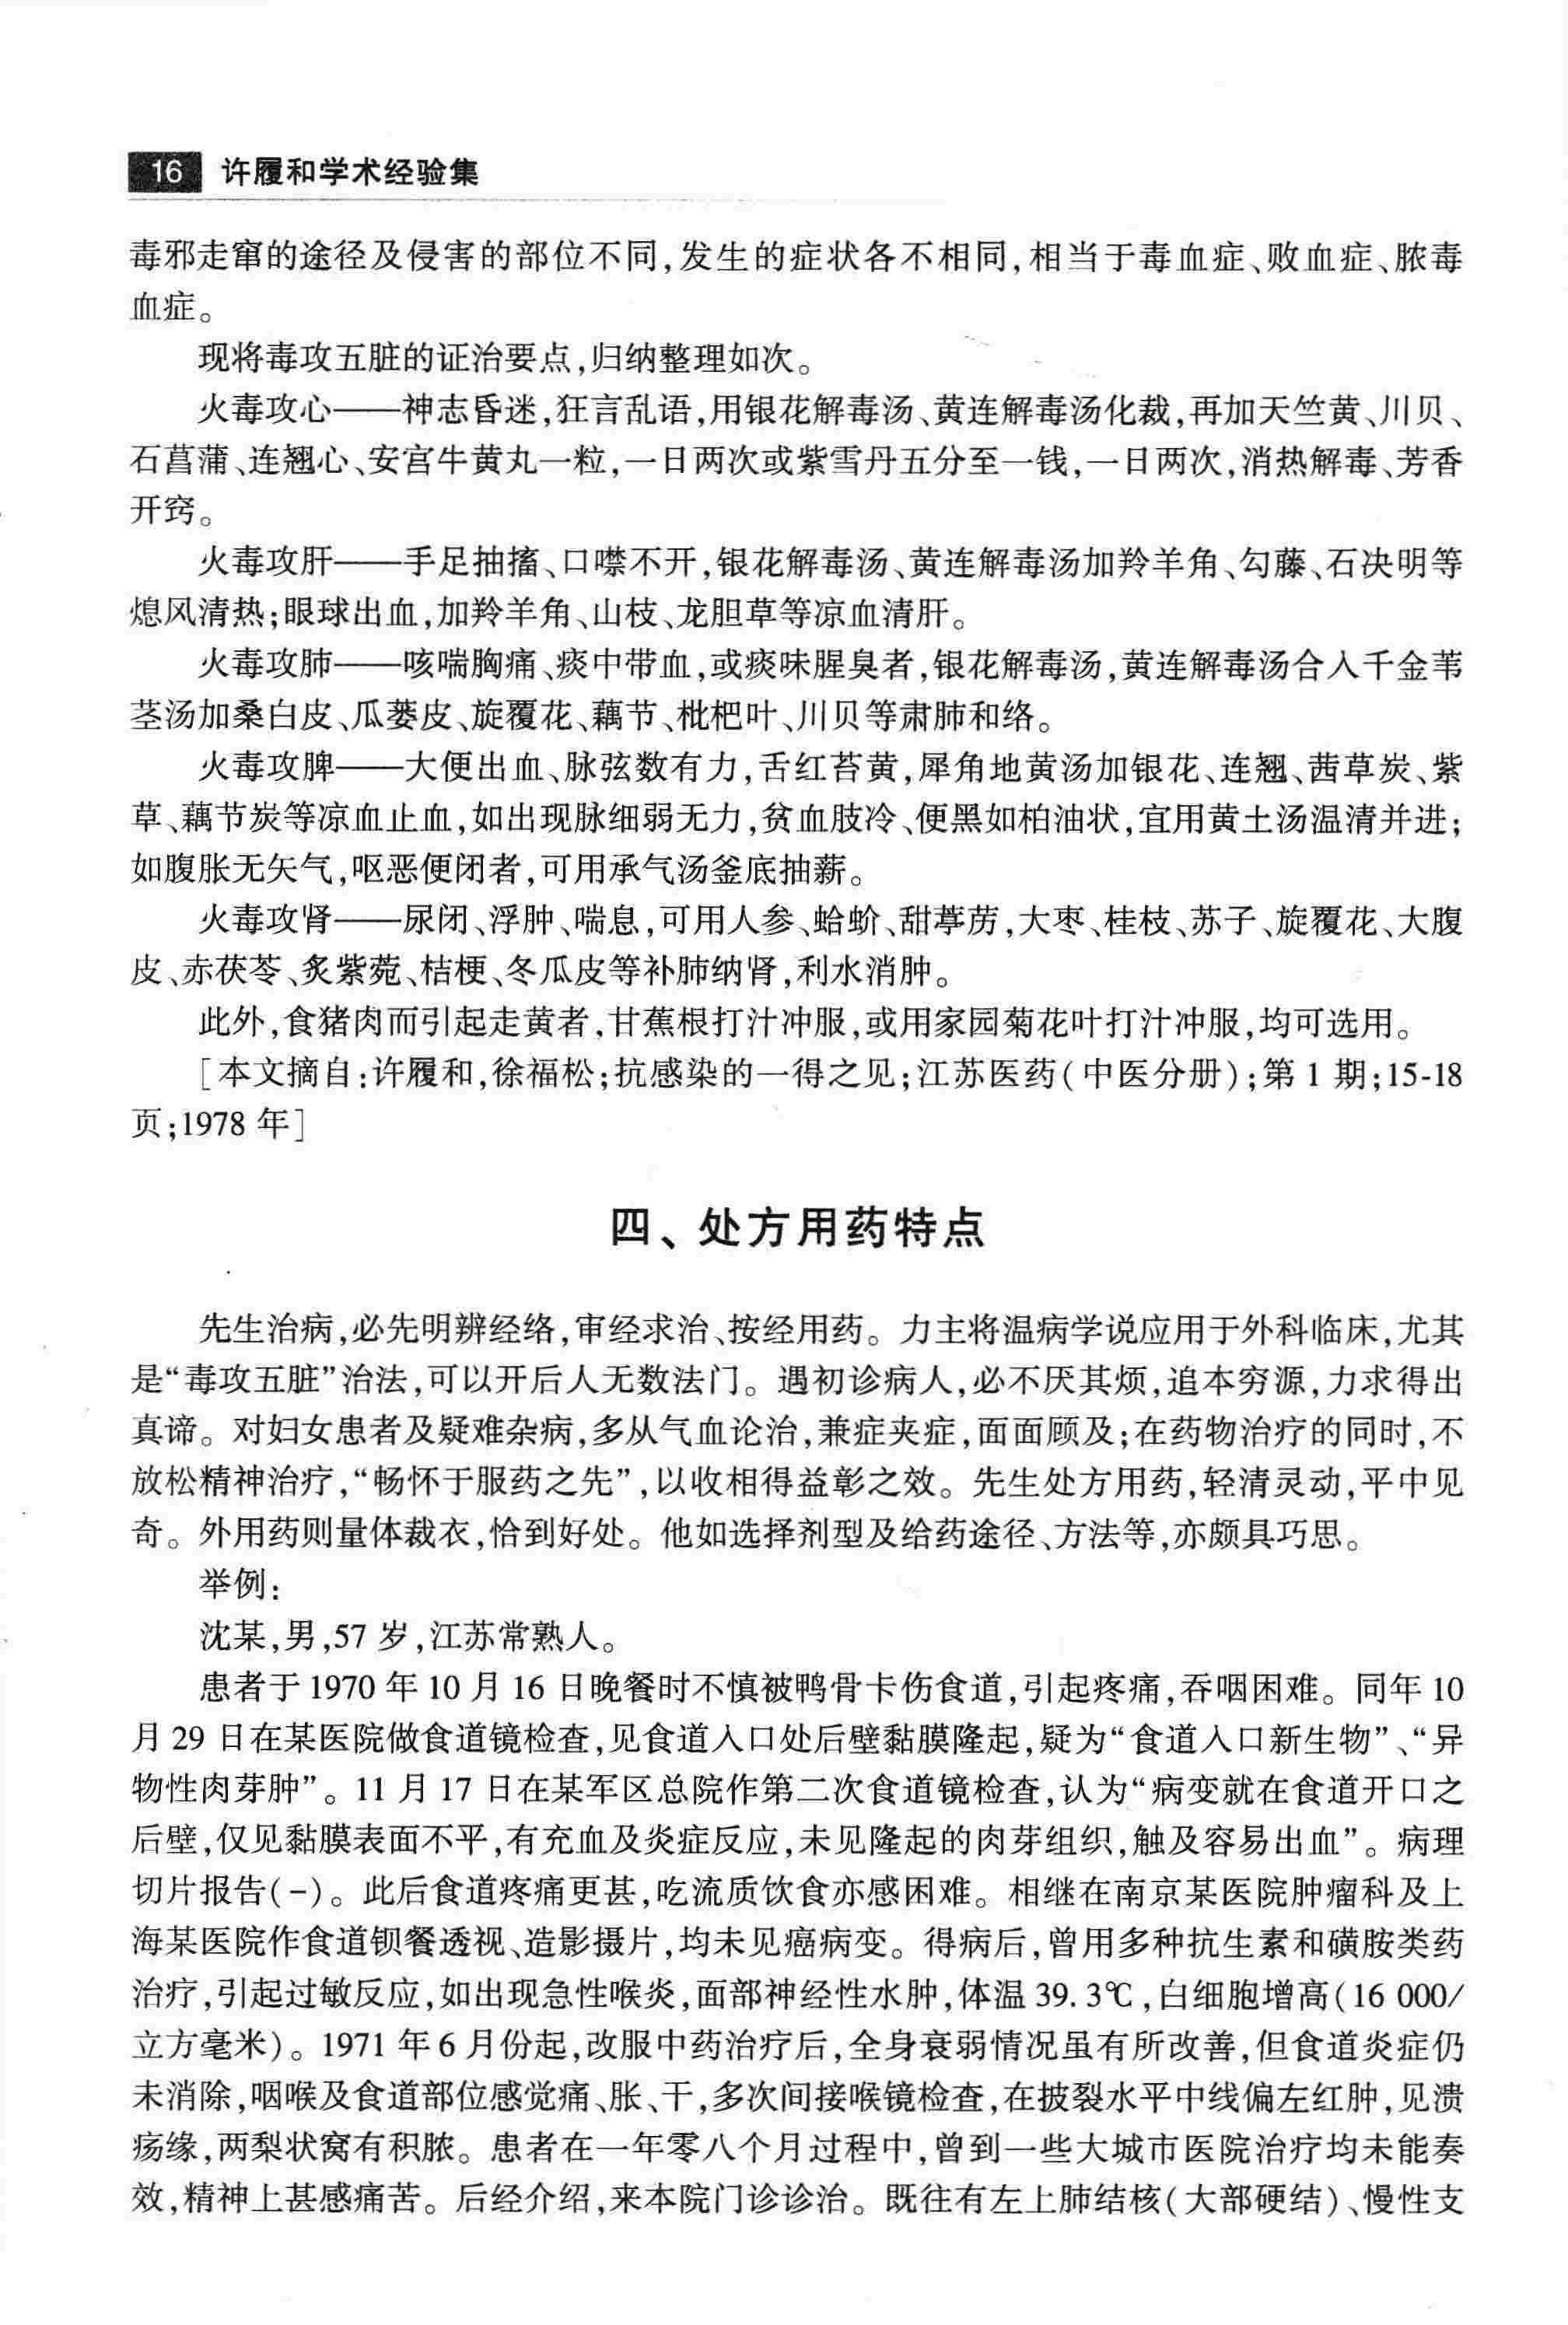 16 许履和学术经验集
毒邪走窜的途径及侵害的部位不同,发生的症状各不相同,相当于毒血症、败血症、脓毒
血症。
现将毒攻五脏的证治要点,归纳整理如次。
火毒攻心——神志昏迷,狂言乱语,用银花解毒汤、黄连解毒汤化裁,再加天竺黄、川贝、
石菖蒲、连翘心、安宫牛黄丸一粒,一日两次或紫雪丹五分至一钱,一日两次,消热解毒、芳香
开窍。
火毒攻肝——手足抽搐、口噤不开,银花解毒汤、黄连解毒汤加羚羊角、勾藤、石决明等
熄风清热;眼球出血,加羚羊角、山枝、龙胆草等凉血清肝。
火毒攻肺——咳喘胸痛、痰中带血,或痰味腥臭者,银花解毒汤,黄连解毒汤合入千金苇
茎汤加桑白皮、瓜蒌皮、旋覆花、藕节、枇杷叶、川贝等肃肺和络。
火毒攻脾——大便出血、脉弦数有力,舌红苔黄,犀角地黄汤加银花、连翘、茜草炭、紫
草、藕节炭等凉血止血,如出现脉细弱无力,贫血肢冷、便黑如柏油状,宜用黄土汤温清并进;
如腹胀无矢气,呕恶便闭者,可用承气汤釜底抽薪。
火毒攻肾——尿闭、浮肿、喘息,可用人参、蛤蚧、甜葶苈,大枣、桂枝、苏子、旋覆花、大腹
皮、赤茯苓、炙紫菀、桔梗、冬瓜皮等补肺纳肾,利水消肿。
此外,食猪肉而引起走黄者,甘蕉根打汁冲服,或用家园菊花叶打汁冲服,均可选用。
[本文摘自:许履和,徐福松;抗感染的一得之见;江苏医药(中医分册);第 1 期;15-18
页;1978 年]
四、处方用药特点
先生治病,必先明辨经络,审经求治、按经用药。力主将温病学说应用于外科临床,尤其
是“毒攻五脏”治法,可以开后人无数法门。遇初诊病人,必不厌其烦,追本穷源,力求得出
真谛。对妇女患者及疑难杂病,多从气血论治,兼症夹症,面面顾及;在药物治疗的同时,不
放松精神治疗,“畅怀于服药之先”,以收相得益彰之效。先生处方用药,轻清灵动,平中见
奇。外用药则量体裁衣,恰到好处。他如选择剂型及给药途径、方法等,亦颇具巧思。
举例:
沈某,男,57 岁,江苏常熟人。
患者于 1970 年 10 月 16 日晚餐时不慎被鸭骨卡伤食道,引起疼痛,吞咽困难。同年 10
月 29 日在某医院做食道镜检查,见食道入口处后壁黏膜隆起,疑为“食道入口新生物”、“异
物性肉芽肿”。11 月 17 日在某军区总院作第二次食道镜检查,认为“病变就在食道开口之
后壁,仅见黏膜表面不平,有充血及炎症反应,未见隆起的肉芽组织,触及容易出血”。病理
切片报告(-)。此后食道疼痛更甚,吃流质饮食亦感困难。相继在南京某医院肿瘤科及上
海某医院作食道钡餐透视、造影摄片,均未见癌病变。得病后,曾用多种抗生素和磺胺类药
治疗,引起过敏反应,如出现急性喉炎,面部神经性水肿,体温 39.3℃,白细胞增高(16 000/
立方毫米)。1971 年 6 月份起,改服中药治疗后,全身衰弱情况虽有所改善,但食道炎症仍
未消除,咽喉及食道部位感觉痛、胀、干,多次间接喉镜检查,在披裂水平中线偏左红肿,见溃
疡缘,两梨状窝有积脓。患者在一年零八个月过程中,曾到一些大城市医院治疗均未能奏
效,精神上甚感痛苦。后经介绍,来本院门诊诊治。既往有左上肺结核(大部硬结)、慢性支